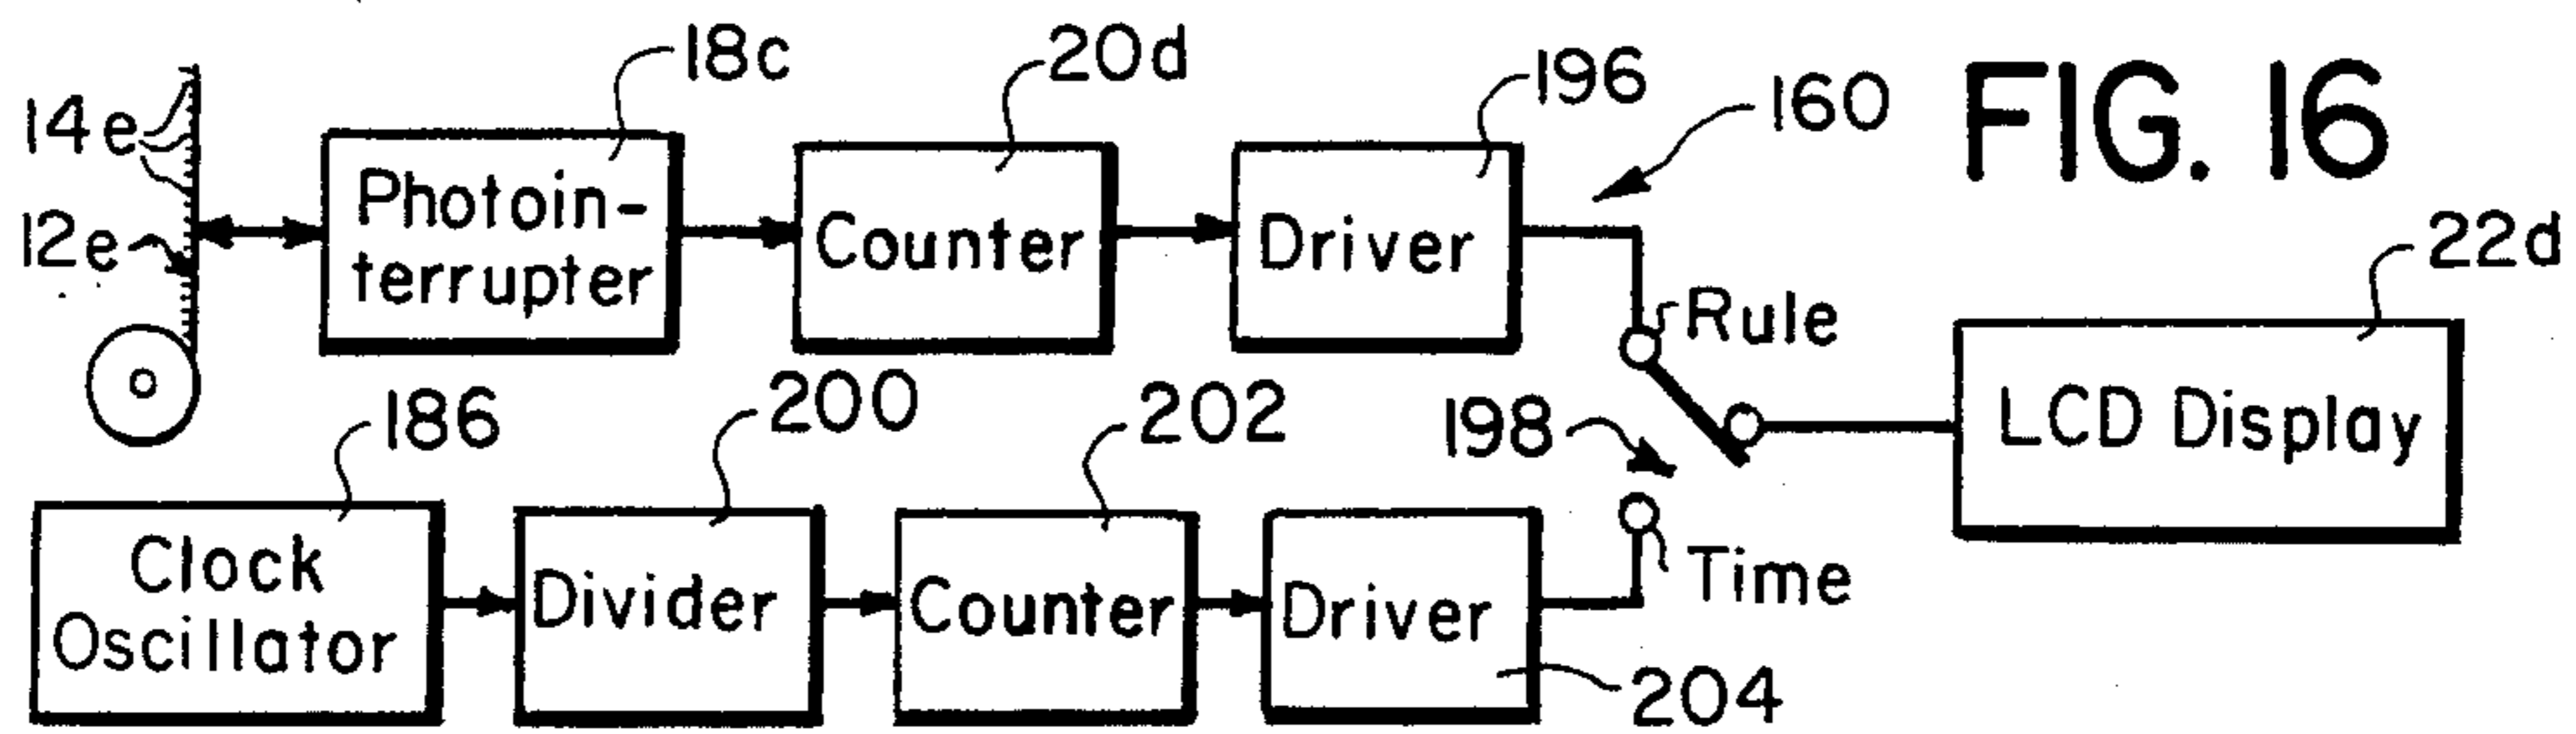 18c
20d
196
160
FIG. 16
14e
12e
Photoin-
terrupter
Counter
Driver
Rule
22d
LCD Display
186
200
202
198
Clock
Oscillator
Divider
Counter
Driver
Time
204